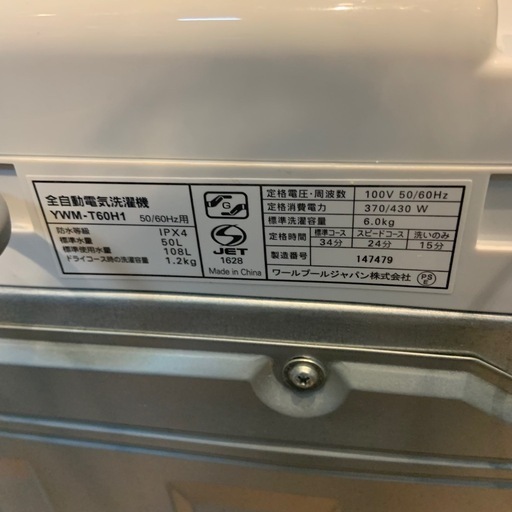 全自動電気洗濯機
YWM-T60H1 50/60Hz用
防水等級 IPX4
標準水量 50L
標準使用水量 108L
ドライコース時の洗濯容量 1.2kg
G
JET
1628
Made in China
定格電圧・周波数 100V 50/60Hz
定格消費電力 370/430 W
標準洗濯容量 6.0kg
定格時間 標準コース スピードコース 洗いのみ
34分 24分 15分
製造番号 147479
ワールプールジャパン株式会社 PSE